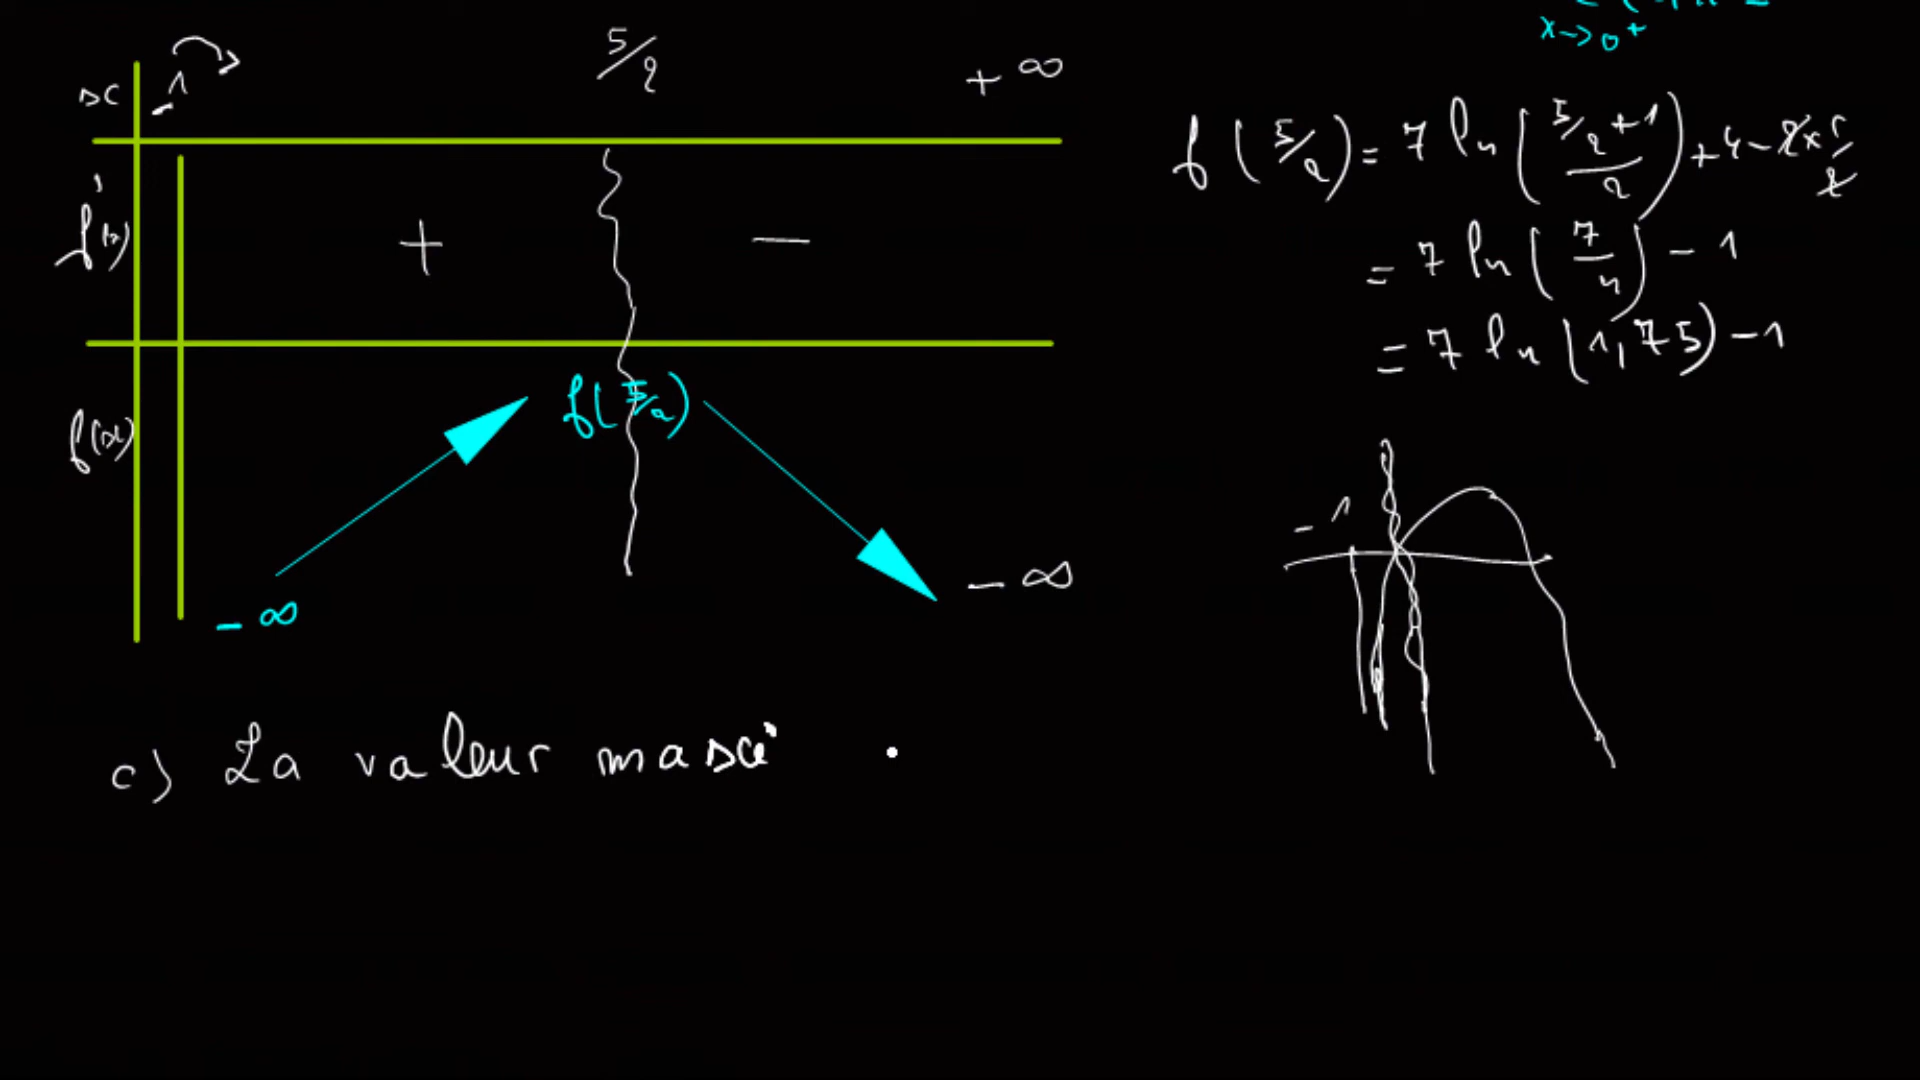 x -1 5/2 +∞
f'(x) + -
f(x) -∞ f(5/2) -∞
x→0⁺
f(5/2) = 7 ln((5/2+1)/2) + 4 - 2×5/2
= 7 ln(7/4) - 1
= 7 ln(1,75) - 1
-1
c) La valeur maxi